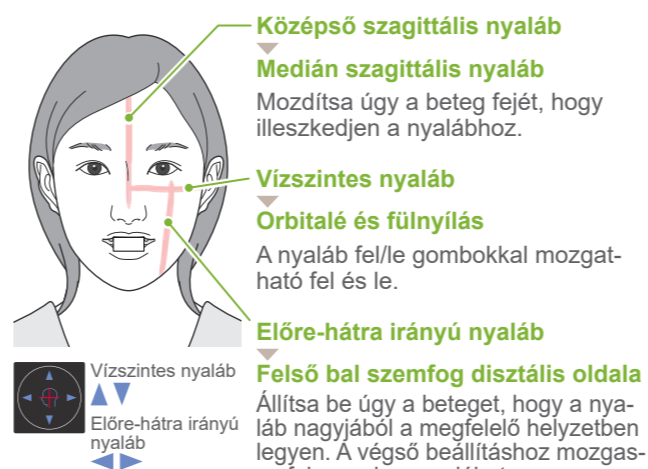 Középső szagittális nyaláb
Medián szagittális nyaláb
Mozdítsa úgy a beteg fejét, hogy
illeszkedjen a nyalábhoz.
Vízszintes nyaláb
Orbitalé és fülnyílás
A nyaláb fel/le gombokkal mozgat-
ható fel és le.
Előre-hátra irányú nyaláb
Felső bal szemfog disztális oldala
Állítsa be úgy a beteget, hogy a nya-
láb nagyjából a megfelelő helyzetben
legyen. A végső beállításhoz mozgas-
Vízszintes nyaláb
Előre-hátra irányú
nyaláb